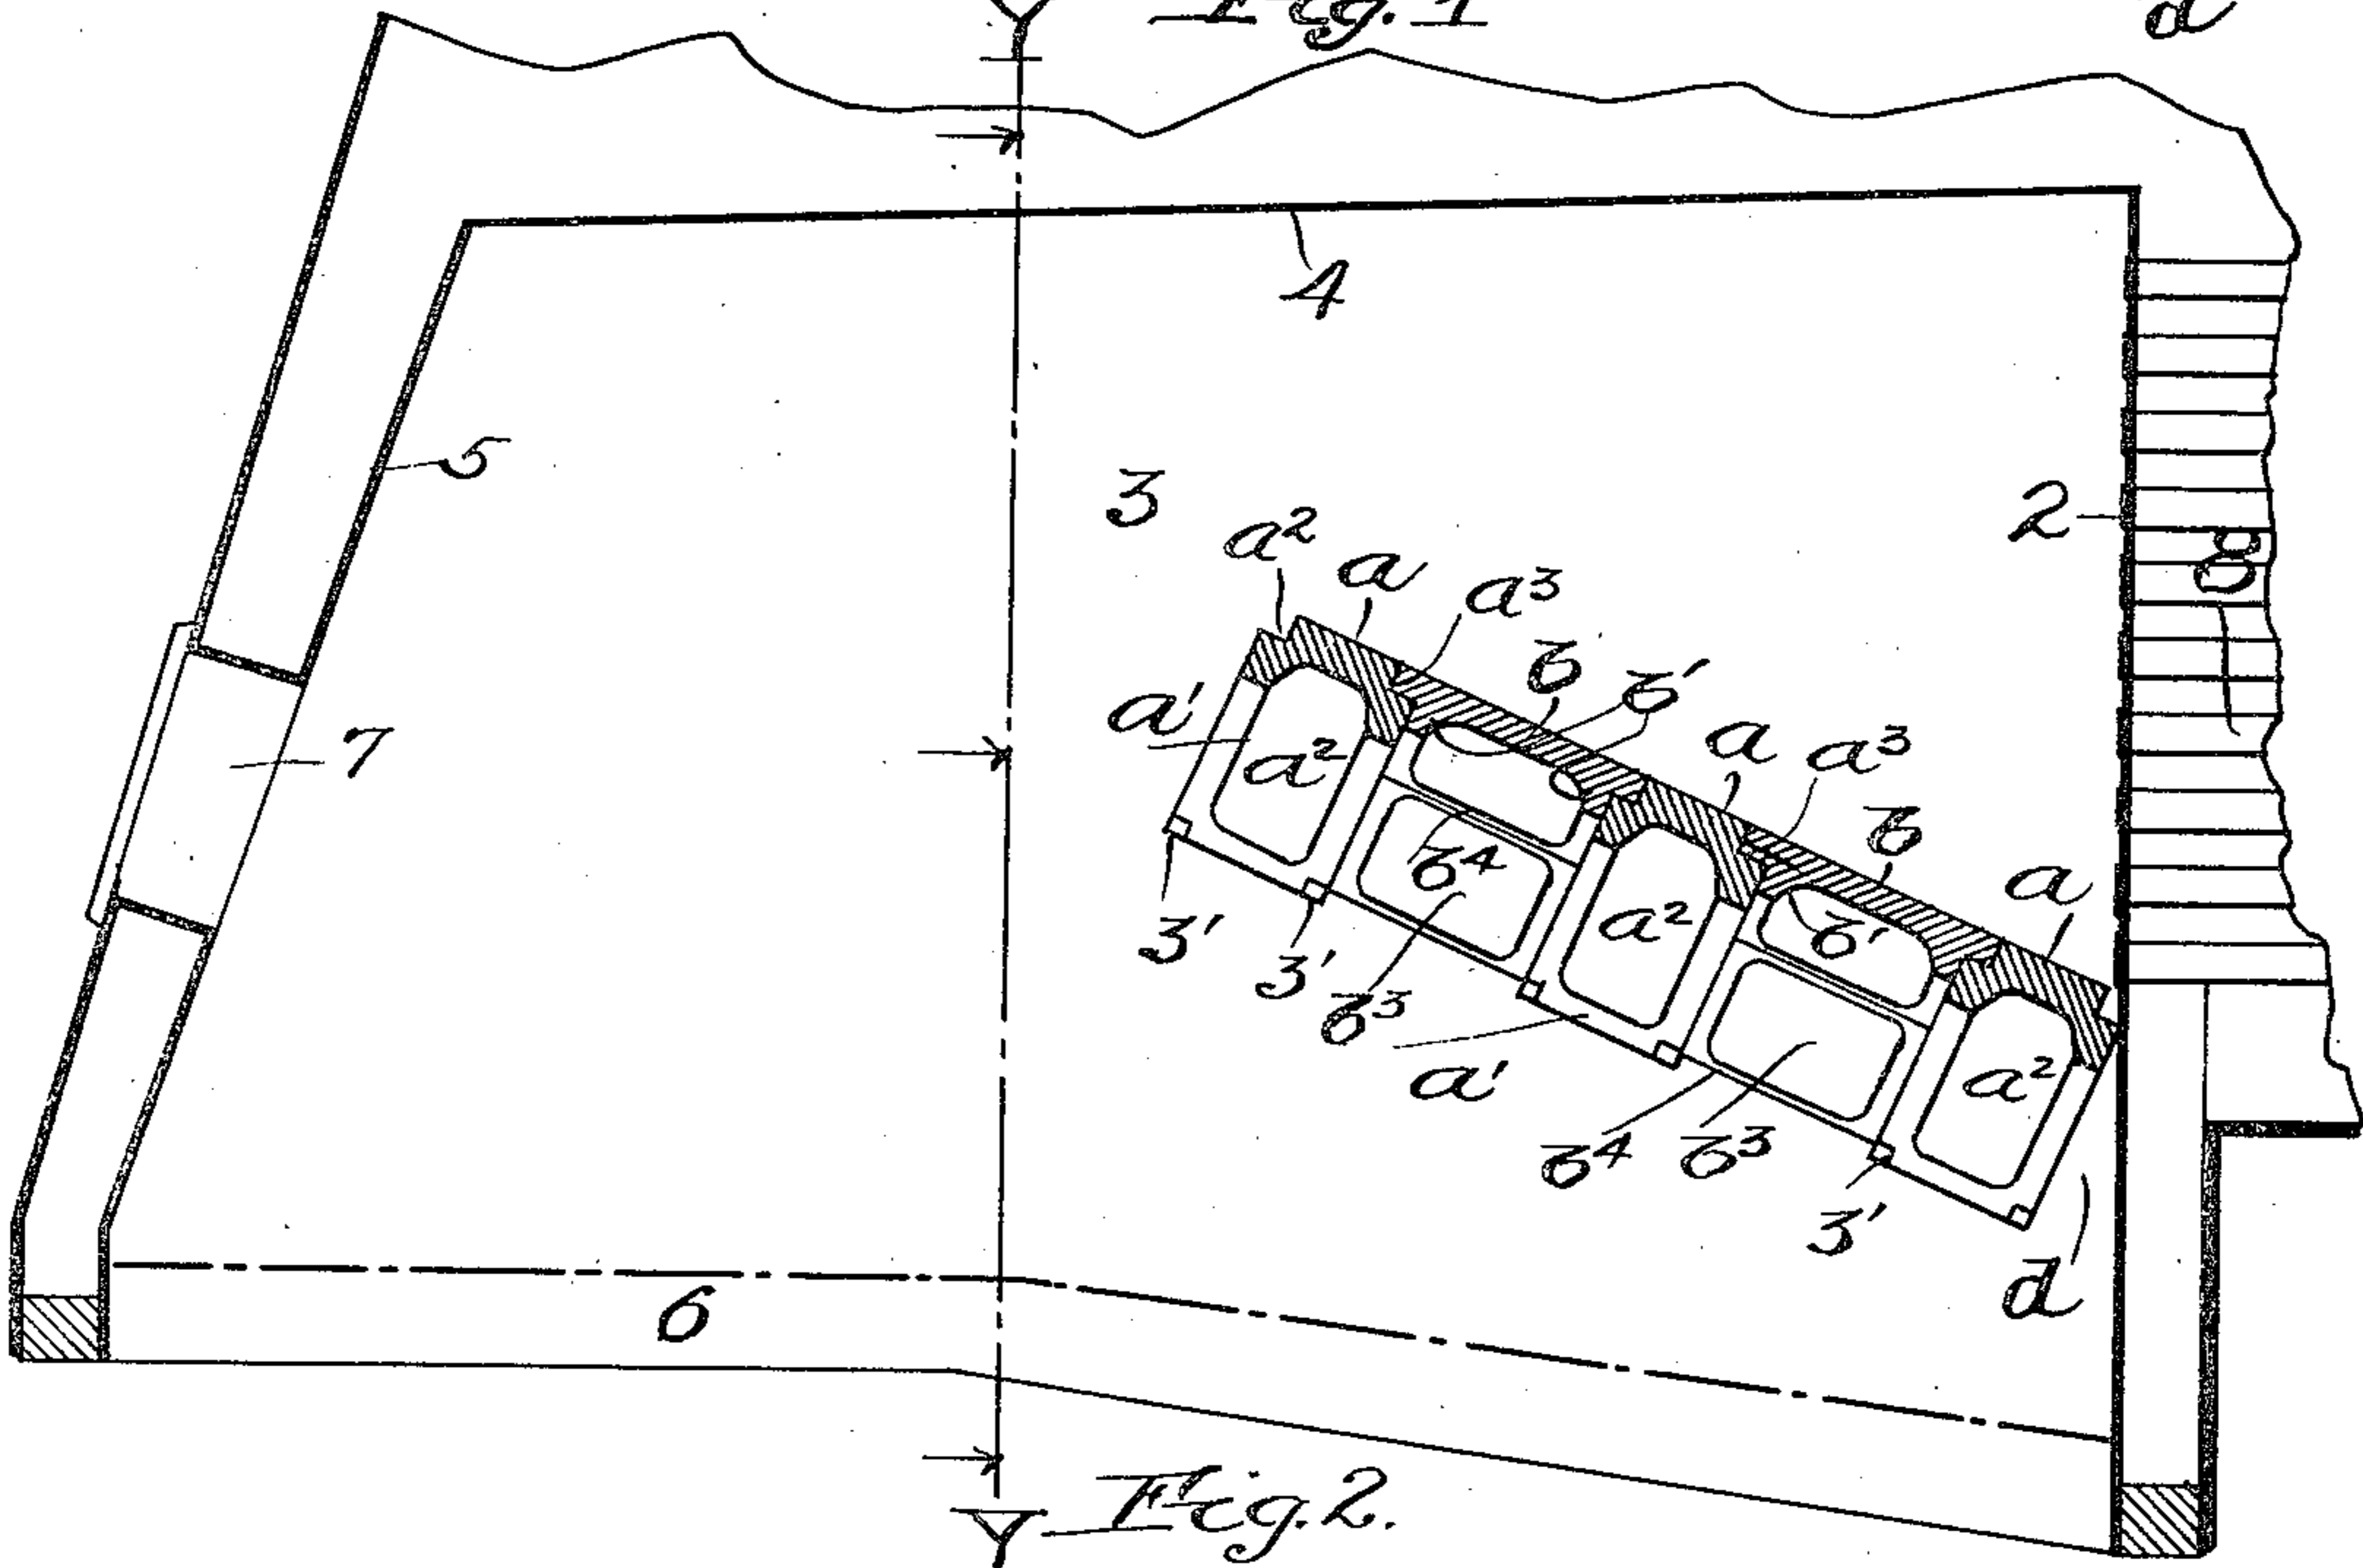 Y Fig. 1 d
4
5
3
2
8
a² a a³ b b'
a' a² a a³ b a
7
b⁴ a² b' a²
3' 3' b³ a' b⁴ b³ 3' d
6
Y Fig. 2.